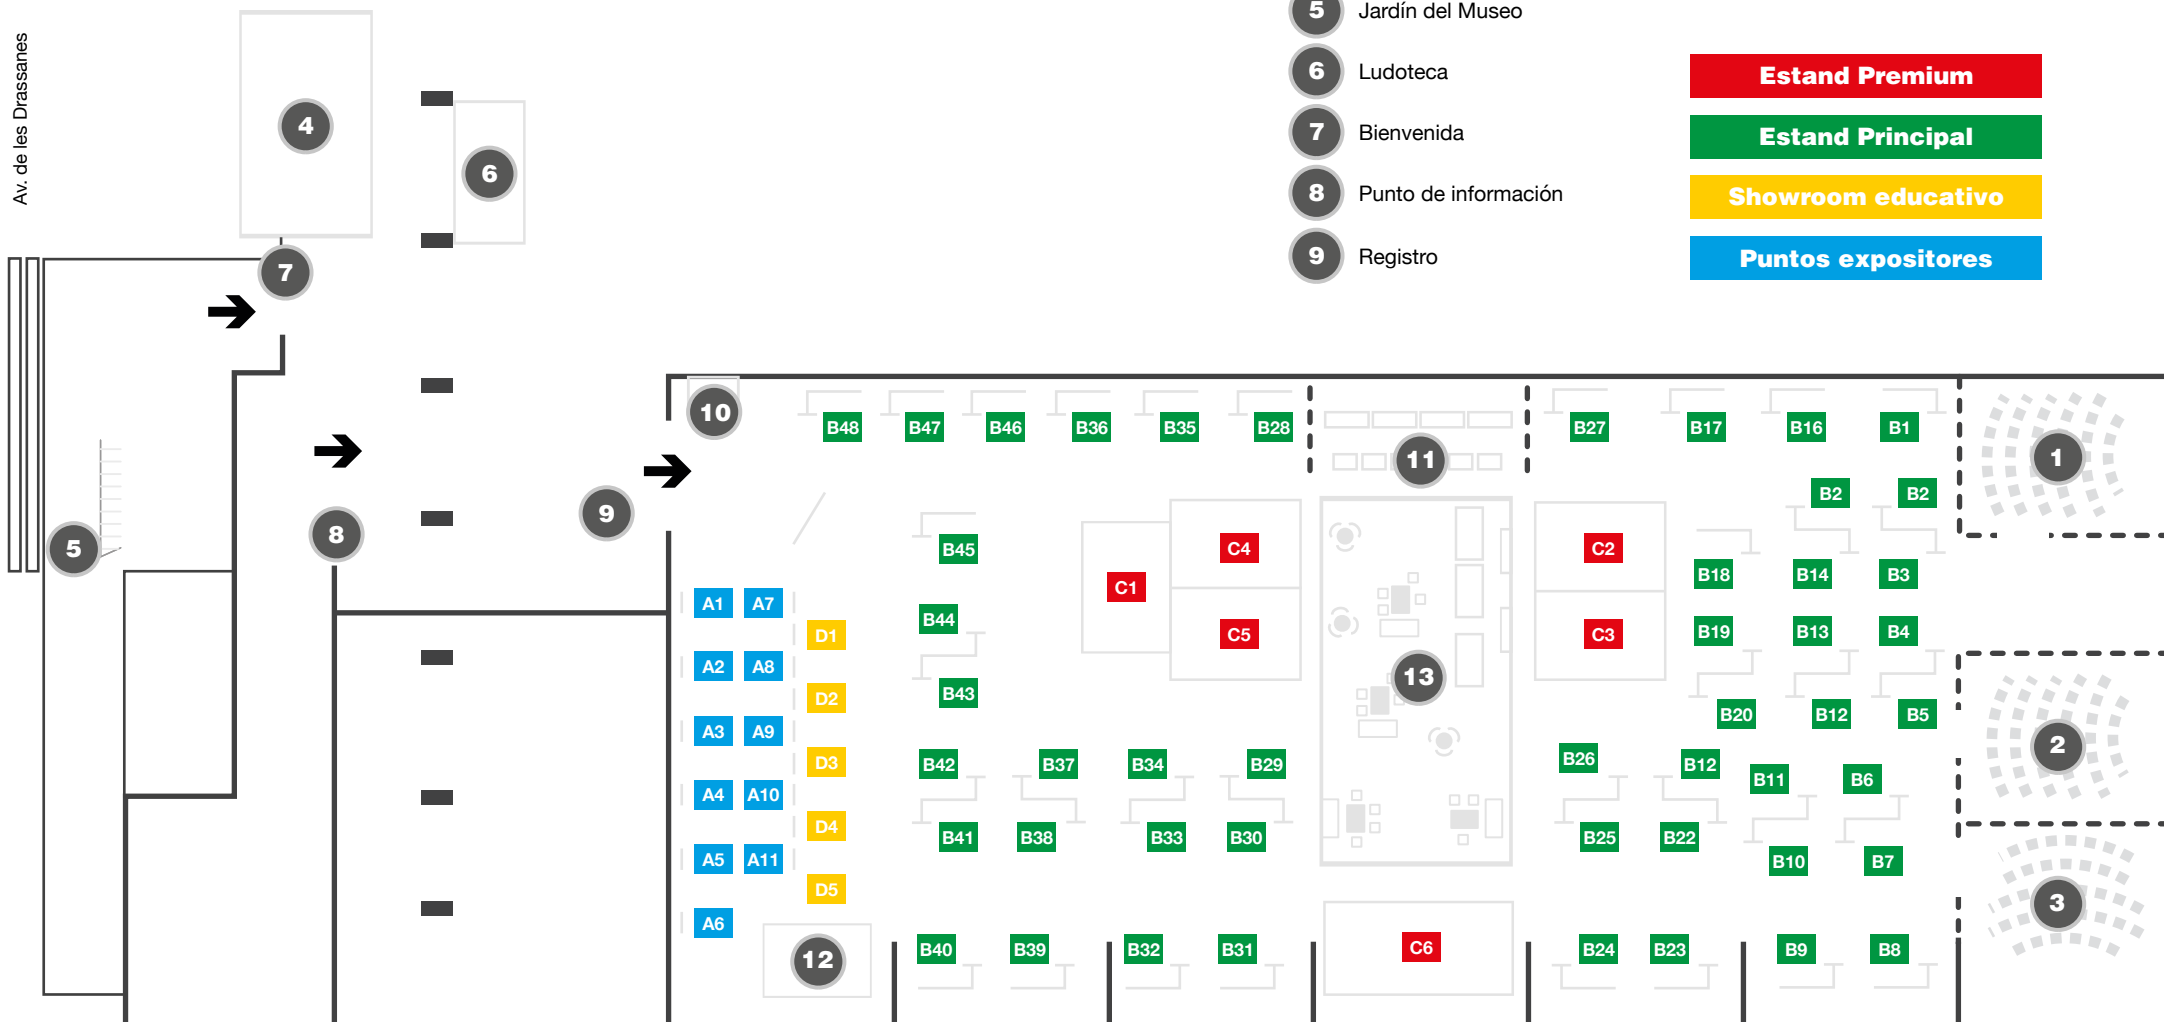 Av. de les Drassanes
5 Jardín del Museo
6 Ludoteca
7 Bienvenida
8 Punto de información
9 Registro
Estand Premium
Estand Principal
Showroom educativo
Puntos expositores
4
6
7
5
8
9
10
11
1
2
3
12
13
B48 B47 B46 B36 B35 B28 B27 B17 B16 B1
B2 B2
B45 C4 C2
C1 B18 B14 B3
A1 A7 B44
D1 C5 C3 B19 B13 B4
A2 A8
D2 B43 B20 B12 B5
A3 A9
D3 B42 B37 B34 B29 B26 B12 B11 B6
A4 A10
D4 B41 B38 B33 B30 B25 B22
A5 A11 B10 B7
D5
A6
B40 B39 B32 B31 C6 B24 B23 B9 B8